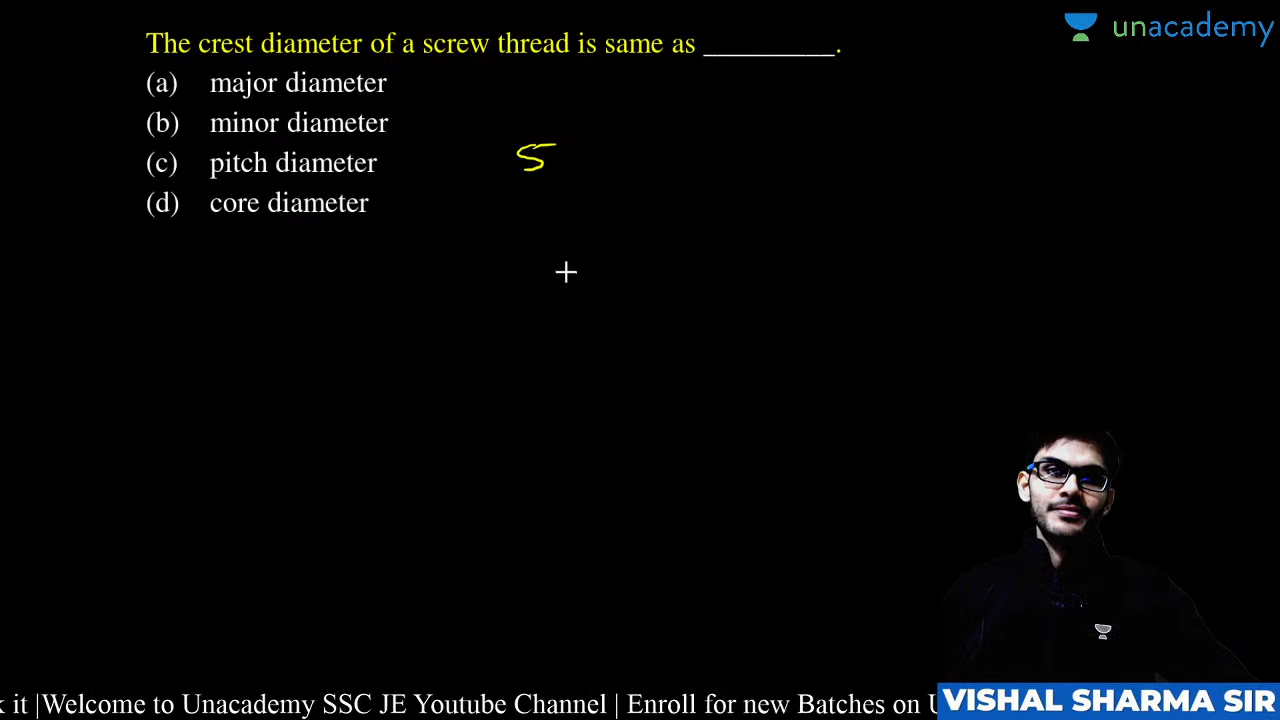 The crest diameter of a screw thread is same as _________.
unacademy
(a) major diameter
(b) minor diameter
(c) pitch diameter
5
(d) core diameter
k it |Welcome to Unacademy SSC JE Youtube Channel | Enroll for new Batches on U
VISHAL SHARMA SIR